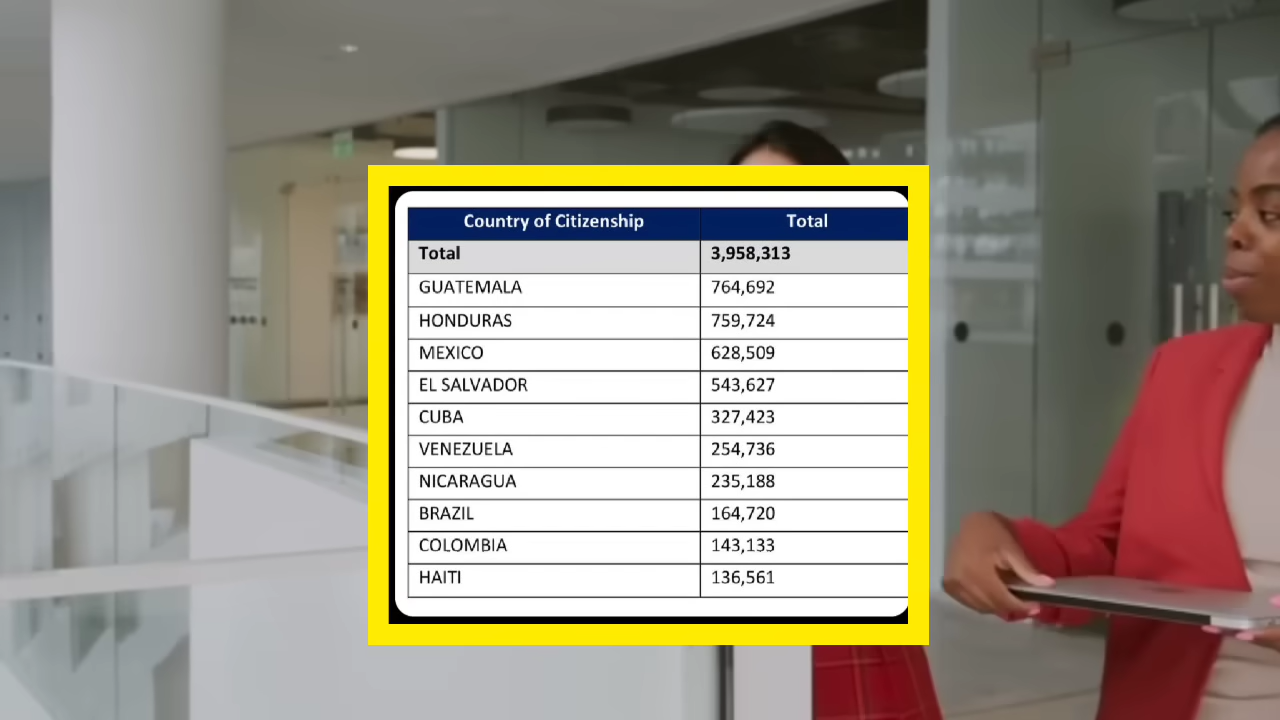 Country of Citizenship Total
Total 3,958,313
GUATEMALA 764,692
HONDURAS 759,724
MEXICO 628,509
EL SALVADOR 543,627
CUBA 327,423
VENEZUELA 254,736
NICARAGUA 235,188
BRAZIL 164,720
COLOMBIA 143,133
HAITI 136,561